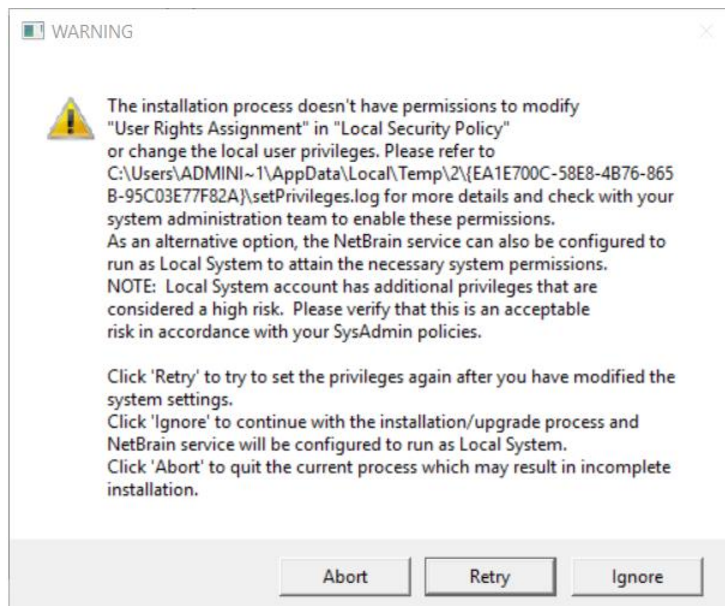 WARNING
The installation process doesn't have permissions to modify
"User Rights Assignment" in "Local Security Policy"
or change the local user privileges. Please refer to
C:\Users\ADMINI~1\AppData\Local\Temp\2\{EA1E700C-58E8-4B76-865
B-95C03E77F82A}\setPrivileges.log for more details and check with your
system administration team to enable these permissions.
As an alternative option, the NetBrain service can also be configured to
run as Local System to attain the necessary system permissions.
NOTE:  Local System account has additional privileges that are
considered a high risk.  Please verify that this is an acceptable
risk in accordance with your SysAdmin policies.
Click 'Retry' to try to set the privileges again after you have modified the
system settings.
Click 'Ignore' to continue with the installation/upgrade process and
NetBrain service will be configured to run as Local System.
Click 'Abort' to quit the current process which may result in incomplete
installation.
Abort Retry Ignore